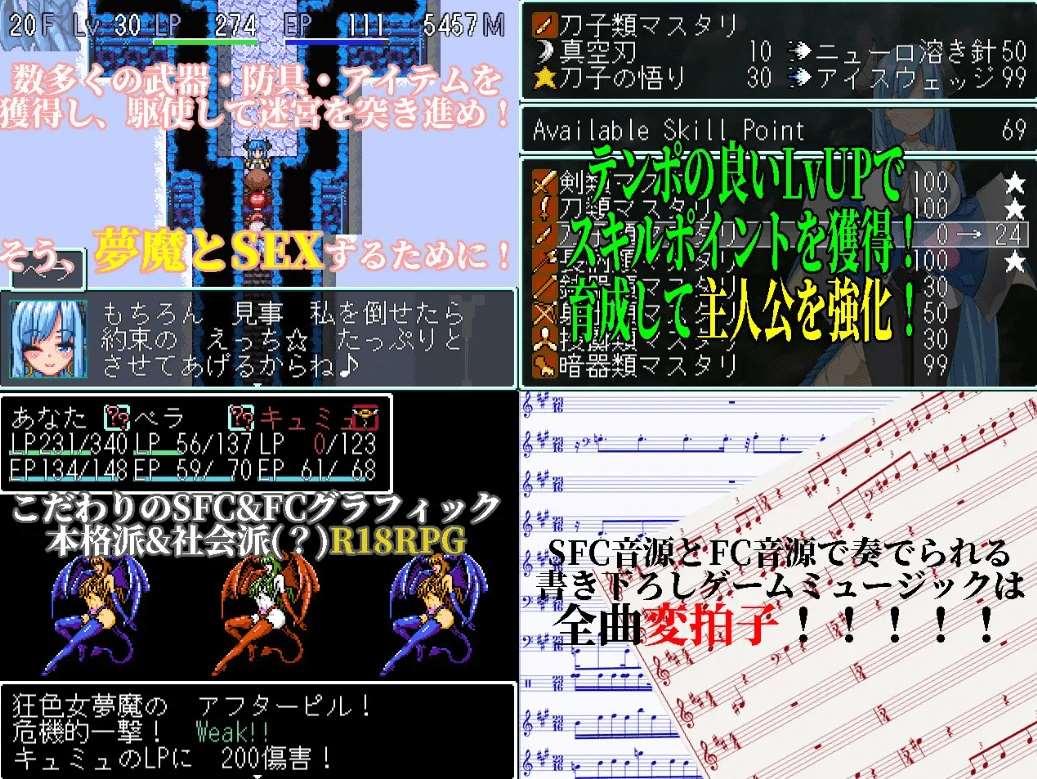 20F Lv 30 LP 274 EP 111 5457M
数多くの武器・防具・アイテムを
獲得し、駆使して迷宮を突き進め！
そう、夢魔とSEXするために！
ベラ
もちろん　見事　私を倒せたら
約束の　えっち☆　たっぷりと
させてあげるからね♪
刀子類マスタリ
真空刃 10 ニューロ溶き針50
刀子の悟り 30 アイスウェッジ99
Available Skill Point 69
テンポの良いLvUPで
スキルポイントを獲得！
育成して主人公を強化！
剣類マスタリ 100 ★
刀類マスタリ 100 ★
0→ 24
100 ★
30
50
30
暗器類マスタリ 99
あなた ベラ キュミュ
LP231/340 LP 56/137 LP 0/123
EP134/148 EP 59/ 70 EP 61/ 68
こだわりのSFC&FCグラフィック
本格派&社会派(？)R18RPG
狂色女夢魔の　アフターピル！
危機的一撃！　Weak!!
キュミュのLPに　200傷害！
SFC音源とFC音源で奏でられる
書き下ろしゲームミュージックは
全曲変拍子！！！！！